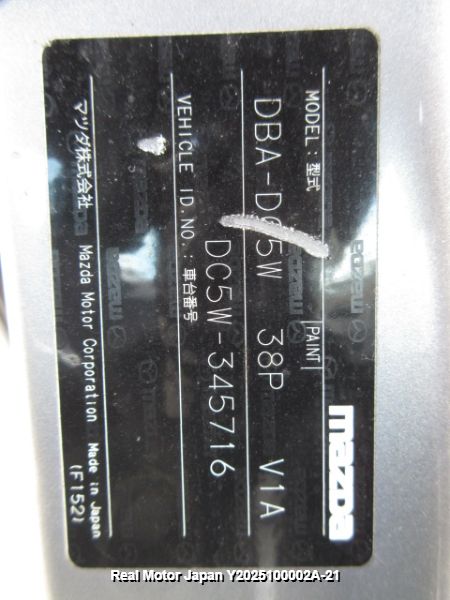 mazda
MODEL:型式 PAINT
DBA-DC5W 38P V1A
VEHICLE ID.NO.:車台番号
DC5W-345716
マツダ株式会社 Mazda Motor Corporation Made in Japan
(F152)
Real Motor Japan Y2025100002A-21